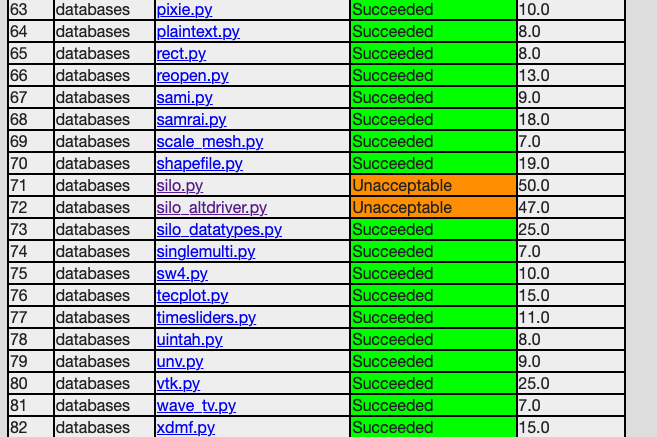 63 databases pixie.py Succeeded 10.0
64 databases plaintext.py Succeeded 8.0
65 databases rect.py Succeeded 8.0
66 databases reopen.py Succeeded 13.0
67 databases sami.py Succeeded 9.0
68 databases samrai.py Succeeded 18.0
69 databases scale_mesh.py Succeeded 7.0
70 databases shapefile.py Succeeded 19.0
71 databases silo.py Unacceptable 50.0
72 databases silo_altdriver.py Unacceptable 47.0
73 databases silo_datatypes.py Succeeded 25.0
74 databases singlemulti.py Succeeded 7.0
75 databases sw4.py Succeeded 10.0
76 databases tecplot.py Succeeded 15.0
77 databases timesliders.py Succeeded 11.0
78 databases uintah.py Succeeded 8.0
79 databases unv.py Succeeded 9.0
80 databases vtk.py Succeeded 25.0
81 databases wave_tv.py Succeeded 7.0
82 databases xdmf.py Succeeded 15.0